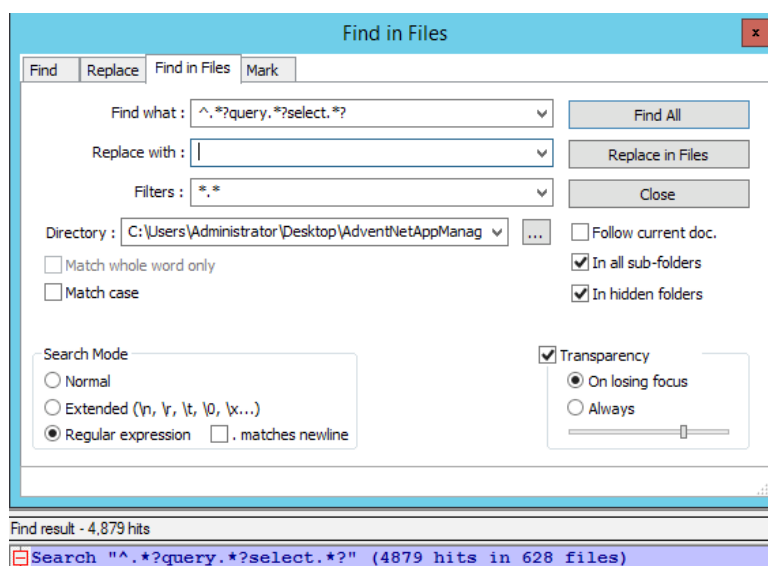 Find in Files
x
Find Replace Find in Files Mark
Find what : ^.*?query.*?select.*?
Find All
Replace with :
Replace in Files
Filters : *.*
Close
Directory : C:\Users\Administrator\Desktop\AdventNetAppManag ...
Follow current doc.
Match whole word only
In all sub-folders
Match case
In hidden folders
Search Mode
Transparency
Normal
On losing focus
Extended (\n, \r, \t, \0, \x...)
Always
Regular expression . matches newline
Find result - 4,879 hits
Search "^.*?query.*?select.*?" (4879 hits in 628 files)